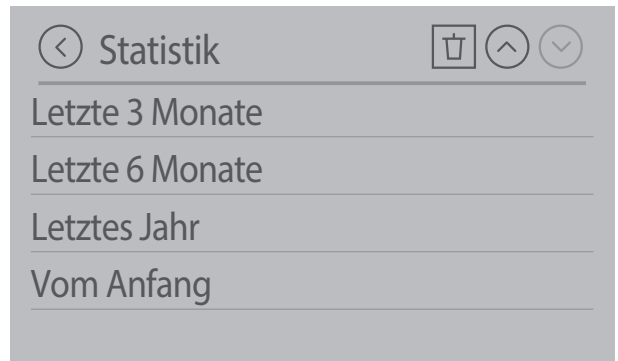 Statistik
Letzte 3 Monate
Letzte 6 Monate
Letztes Jahr
Vom Anfang